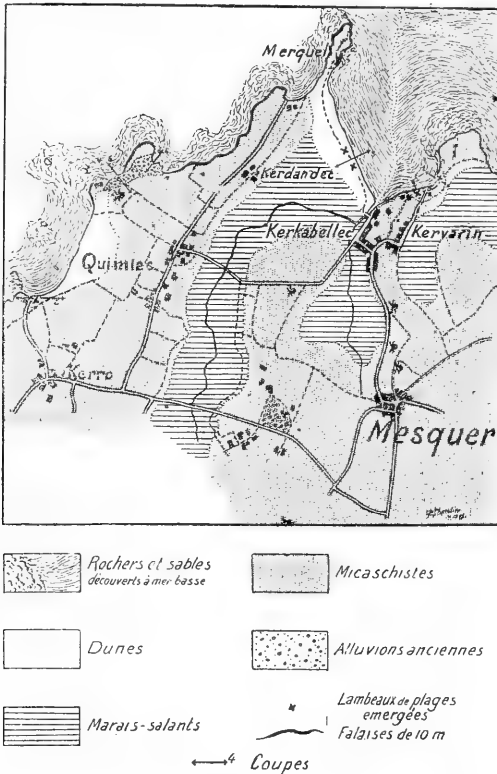 Merquel
Kerdandec
Kerkabellec
Kervarin
Quimiac
Mesquer
Rochers et sables
découverts à mer basse
Micaschistes
Dunes
Alluvions anciennes
Marais-salants
Lambeaux de plages
emergées
Falaises de 10 m
4 Coupes